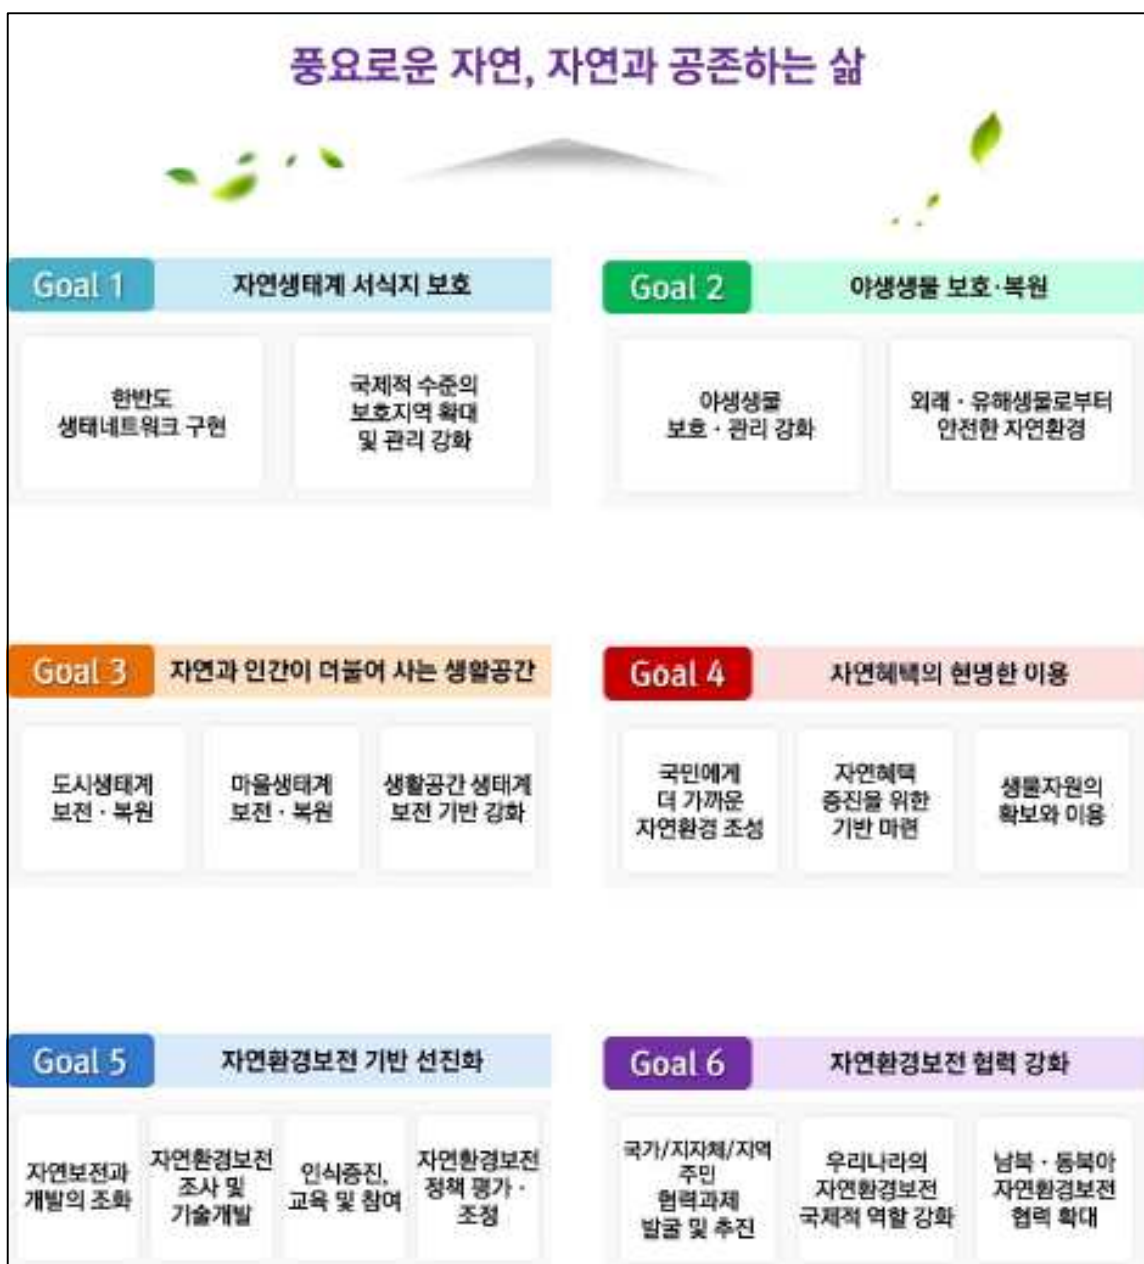 풍요로운 자연, 자연과 공존하는 삶
Goal 1
자연생태계 서식지 보호
한반도
생태네트워크 구현
국제적 수준의
보호지역 확대
및 관리 강화
Goal 2
야생생물 보호·복원
야생생물
보호·관리 강화
외래·유해생물로부터
안전한 자연환경
Goal 3
자연과 인간이 더불어 사는 생활공간
도시생태계
보전·복원
마을생태계
보전·복원
생활공간 생태계
보전 기반 강화
Goal 4
자연혜택의 현명한 이용
국민에게
더 가까운
자연환경 조성
자연혜택
증진을 위한
기반 마련
생물자원의
확보와 이용
Goal 5
자연환경보전 기반 선진화
자연보전과
개발의 조화
자연환경보전
조사 및
기술개발
인식증진,
교육 및 참여
자연환경보전
정책 평가·
조정
Goal 6
자연환경보전 협력 강화
국가/지자체/지역
주민
협력과제
발굴 및 추진
우리나라의
자연환경보전
국제적 역할 강화
남북·동북아
자연환경보전
협력 확대